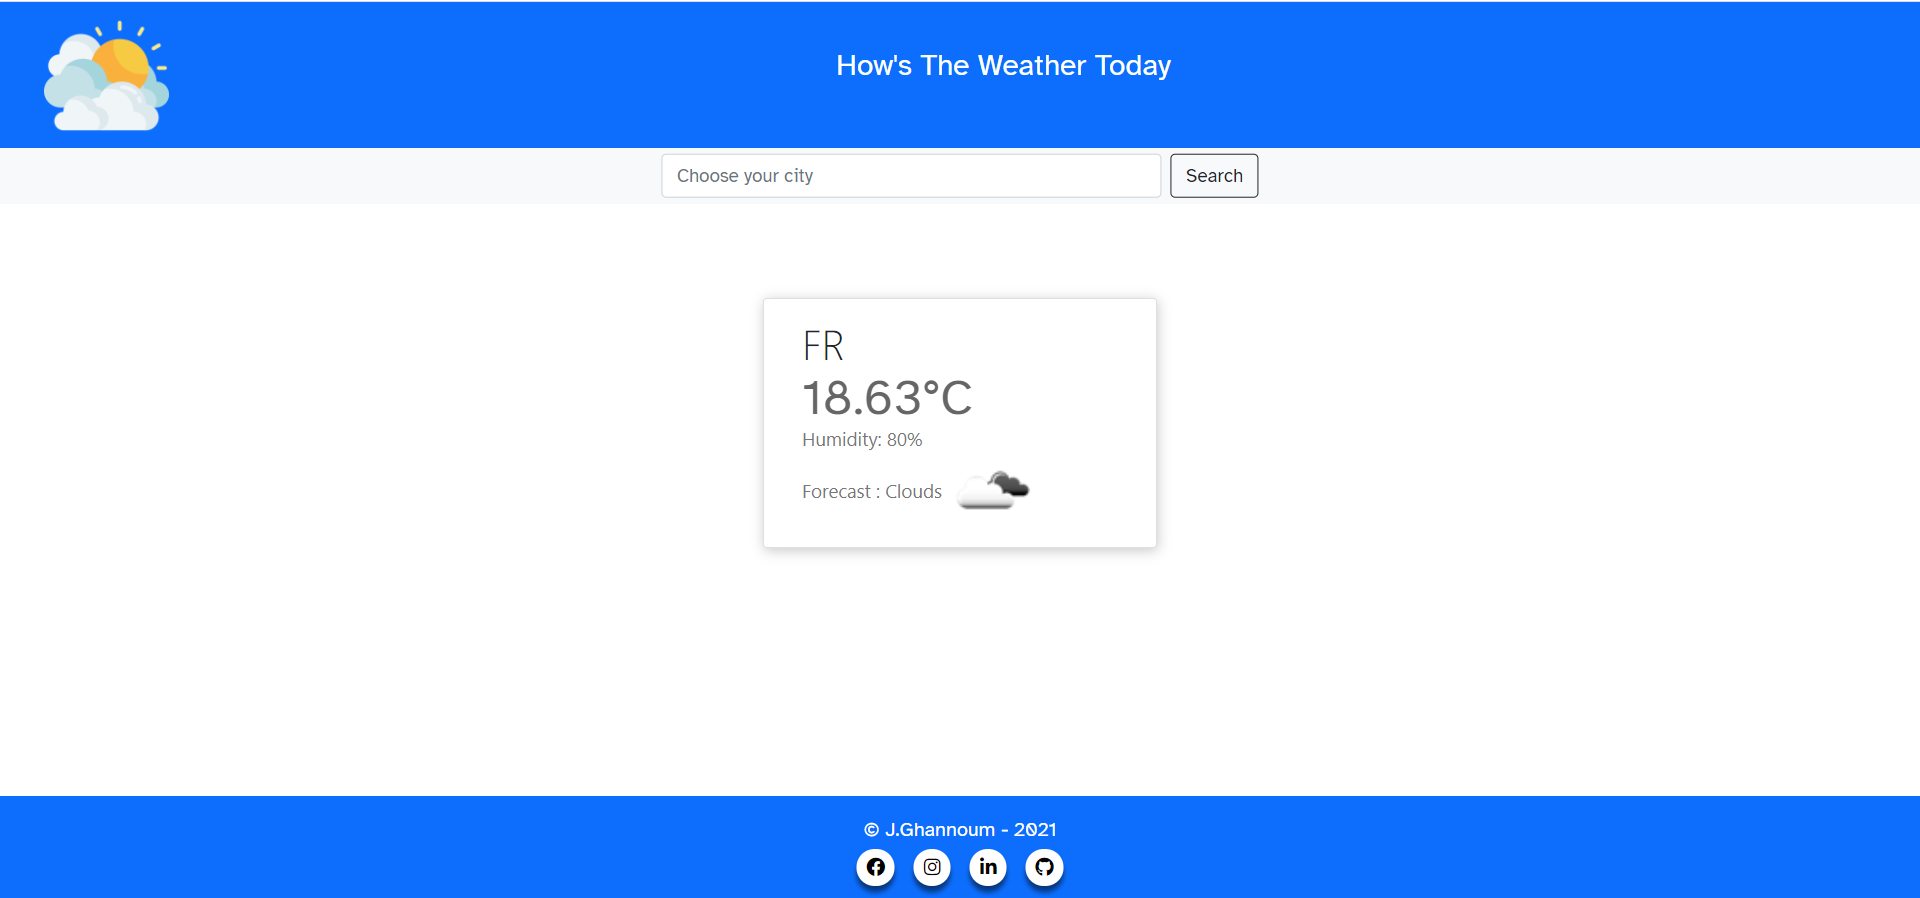 How's The Weather Today
Choose your city
Search
FR
18.63°C
Humidity: 80%
Forecast : Clouds
© J.Ghannoum - 2021
in